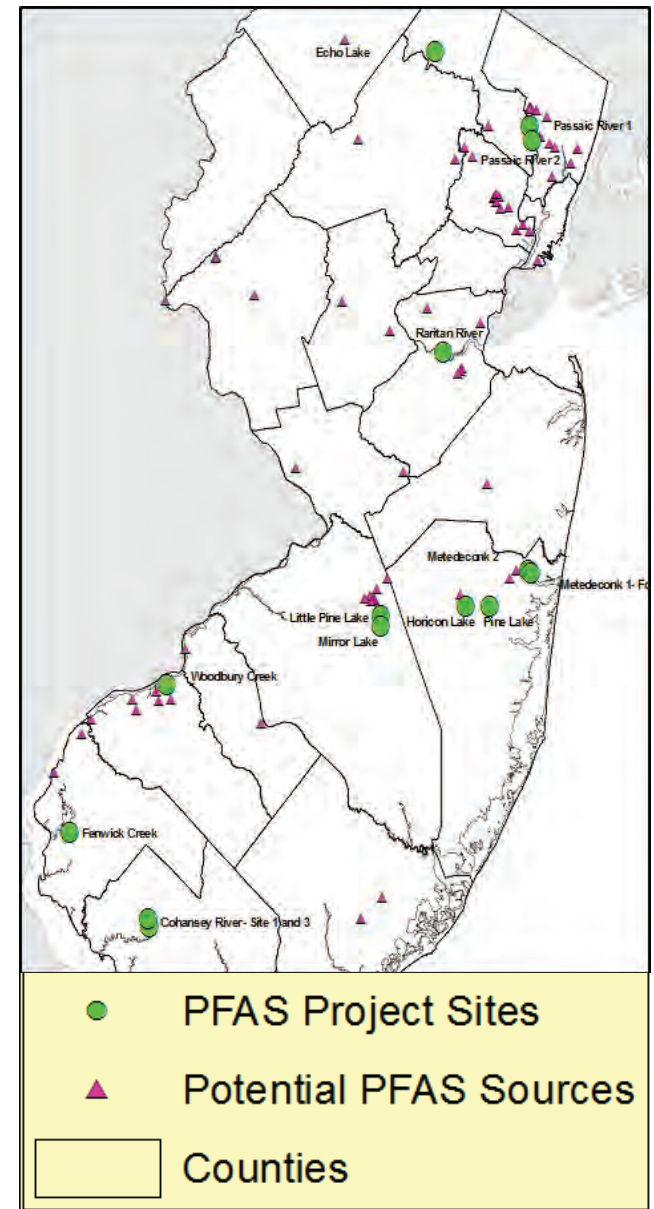 Echo Lake
Passaic River 1
Passaic River 2
Raritan River
Metedeconk 2
Metedeconk 1- Fo
Little Pine Lake
Horicon Lake
Pine Lake
Mirror Lake
Woodbury Creek
Fenwick Creek
Cohansey River- Site 1 and 3
PFAS Project Sites
Potential PFAS Sources
Counties